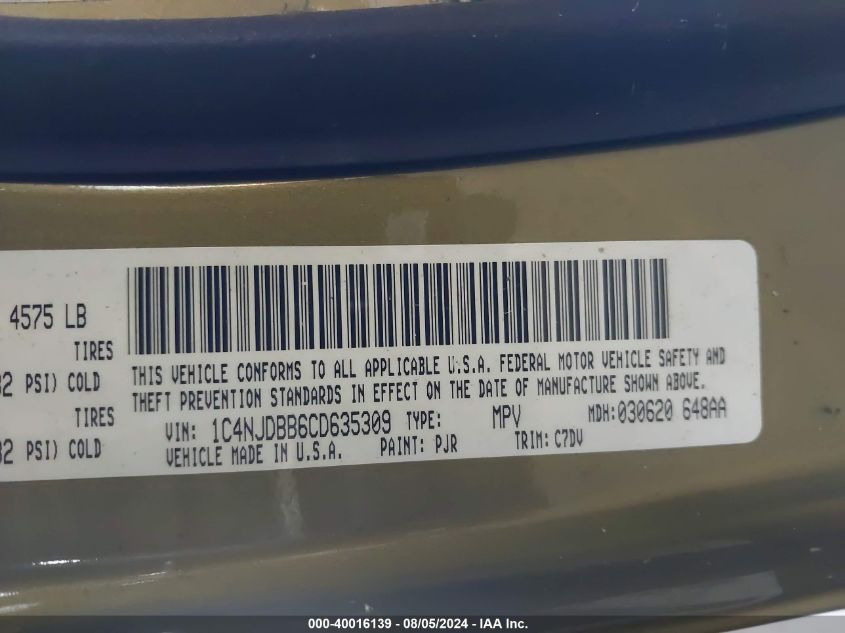 4575 LB
TIRES
32 PSI) COLD
TIRES
32 PSI) COLD
THIS VEHICLE CONFORMS TO ALL APPLICABLE U.S.A. FEDERAL MOTOR VEHICLE SAFETY AND
THEFT PREVENTION STANDARDS IN EFFECT ON THE DATE OF MANUFACTURE SHOWN ABOVE.
VIN: 1C4NJDBB6CD635309 TYPE: MPV MDH: 030620 648AA
VEHICLE MADE IN U.S.A. PAINT: PJR TRIM: C7DV
000-40016139 - 08/05/2024 - IAA Inc.